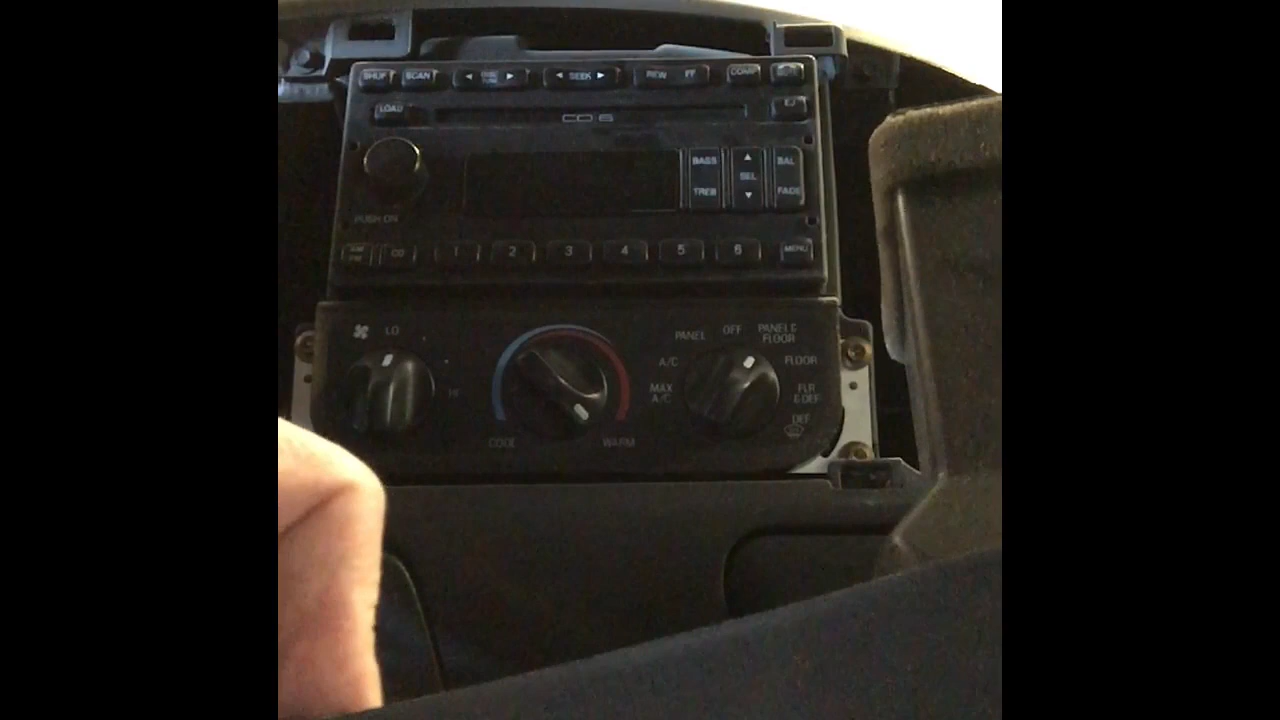 SHUF SCAN ◄ ► ◄ SEEK ► REW FF COMP
LOAD EJ
CD 6
BASS ▲ BAL
SEL
TREB ▼ FADE
PUSH ON
AM
FM CD 1 2 3 4 5 6 MENU
LO HI
COOL WARM
MAX
A/C
A/C
PANEL
OFF
PANEL &
FLOOR
FLOOR
FLR
& DEF
DEF